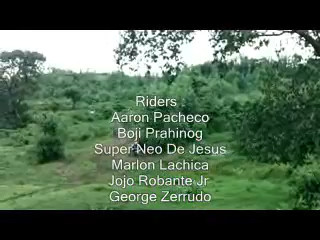 Riders :
Aaron Pacheco
Boji Prahinog
Super Neo De Jesus
Marlon Lachica
Jojo Robante Jr
George Zerrudo